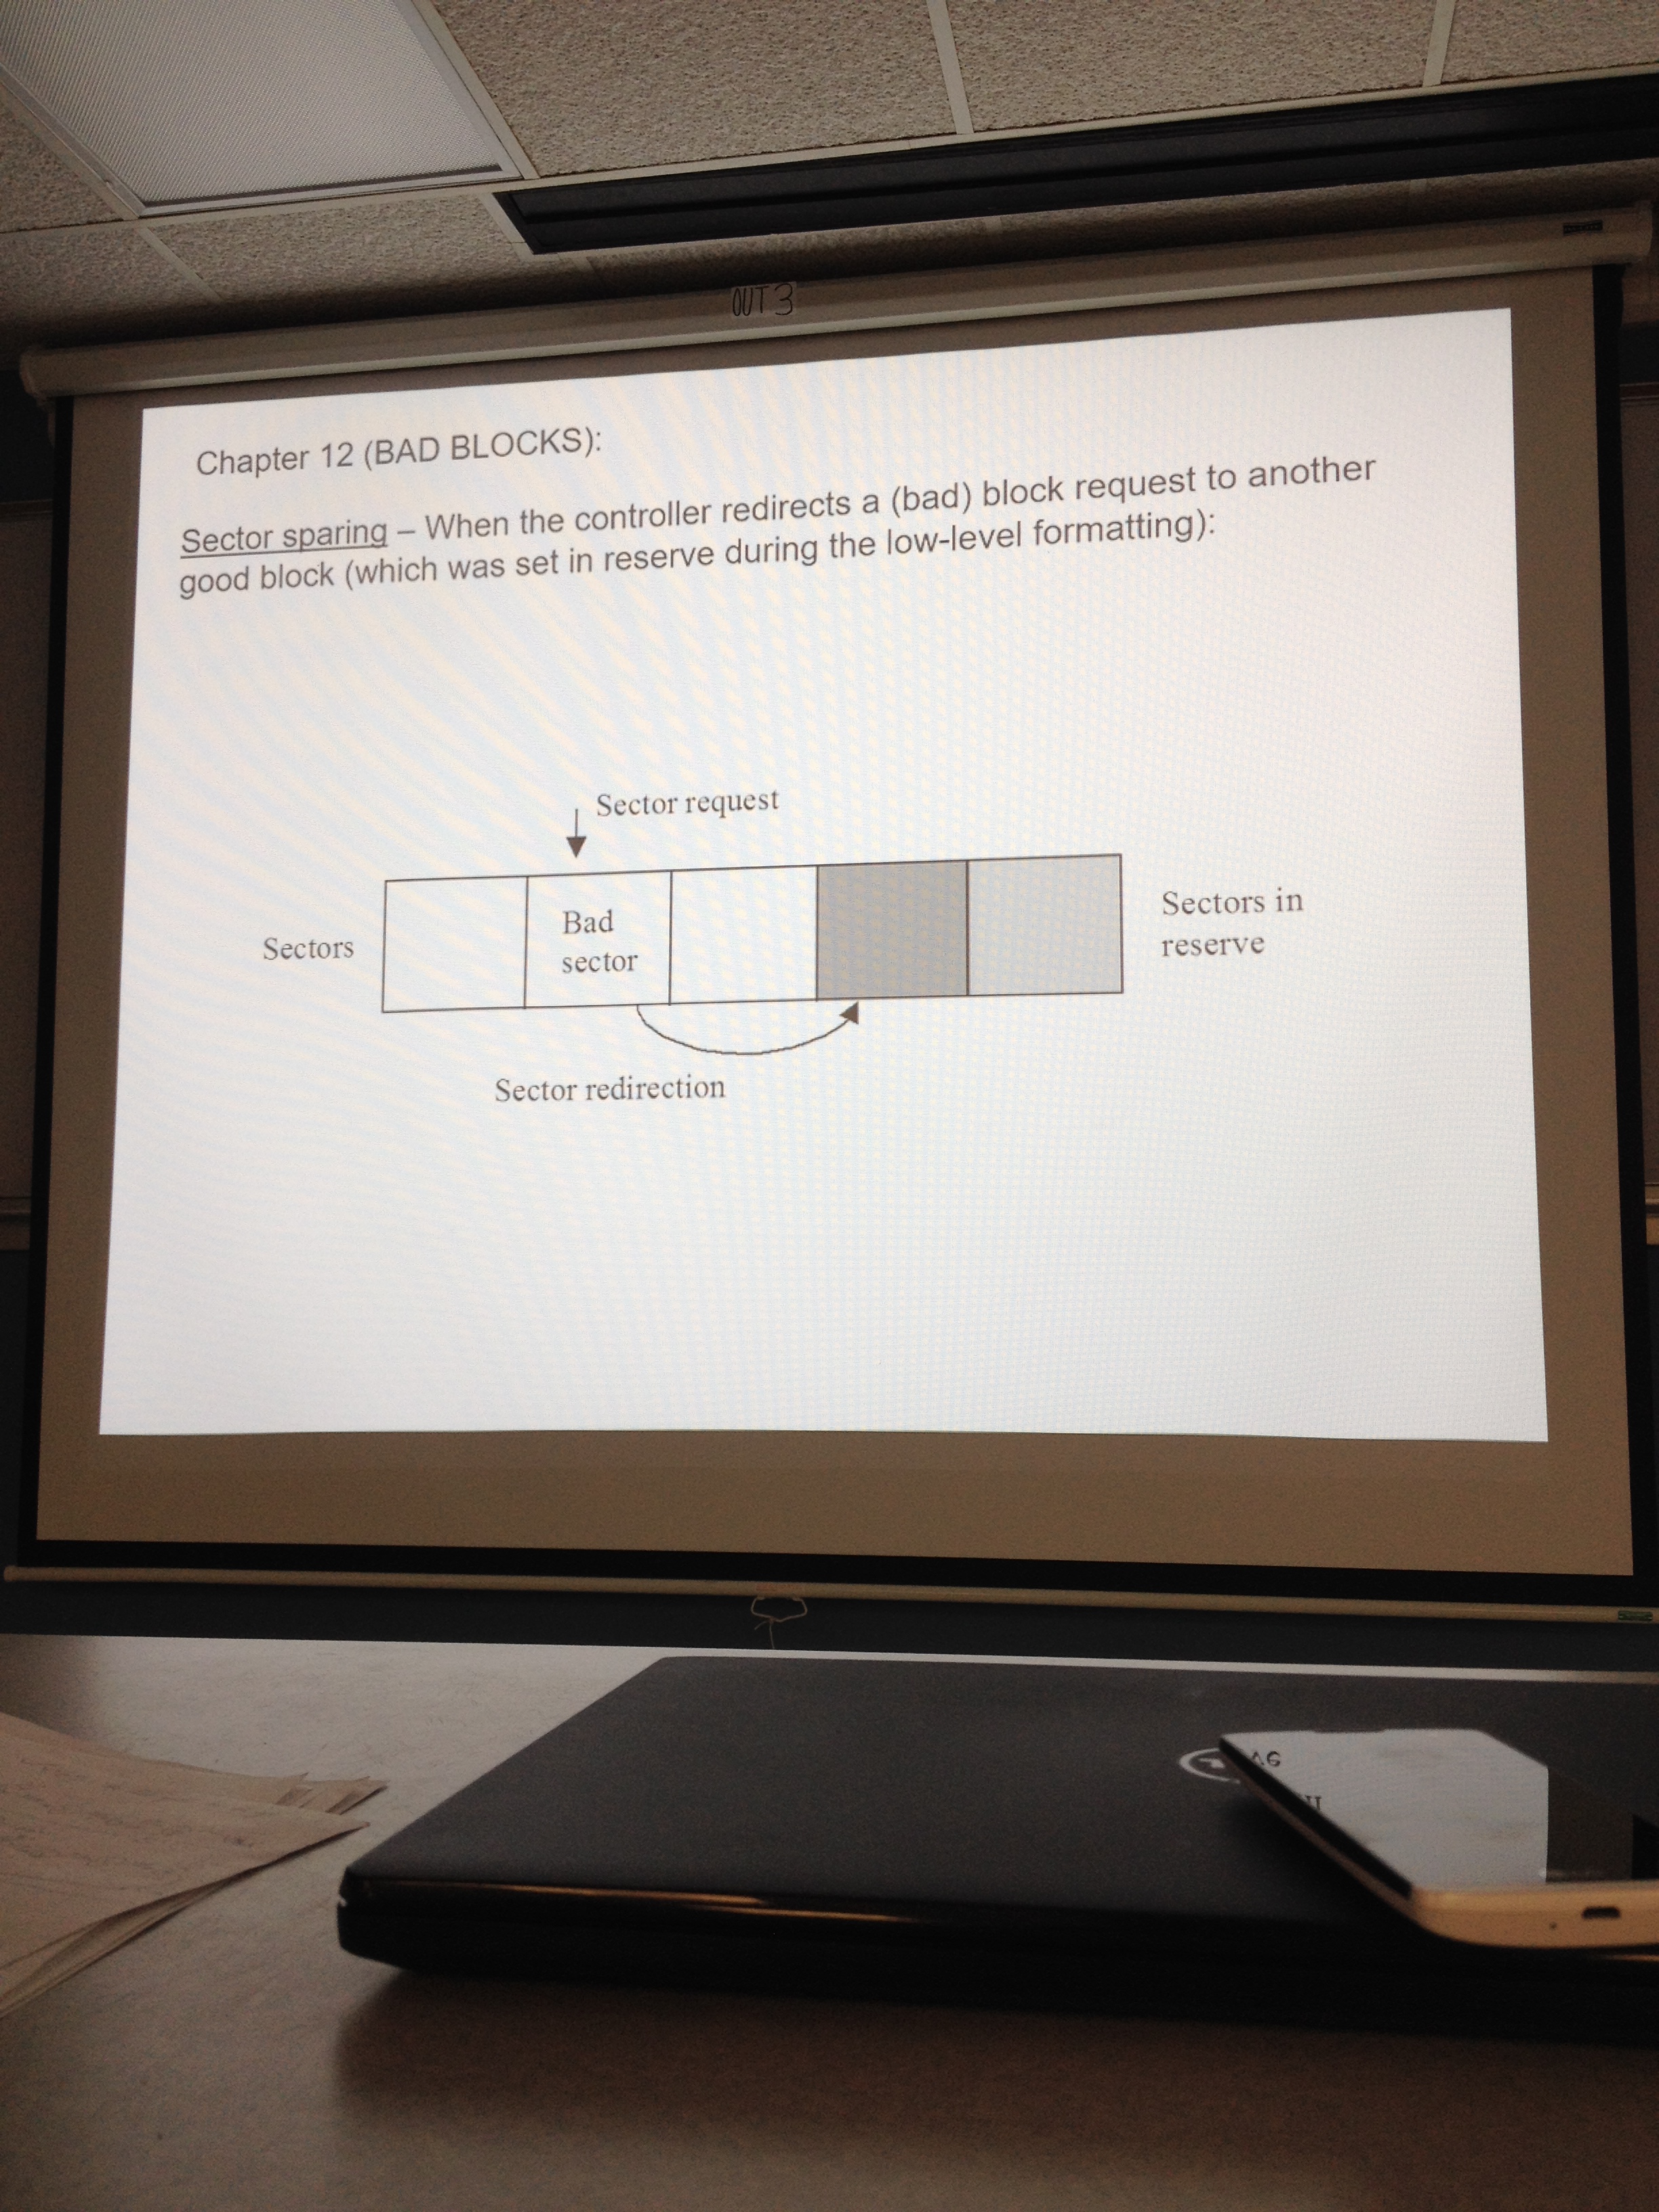 OUT 3
Chapter 12 (BAD BLOCKS):
Sector sparing – When the controller redirects a (bad) block request to another
good block (which was set in reserve during the low-level formatting):
Sector request
Sectors
Bad
sector
Sectors in
reserve
Sector redirection